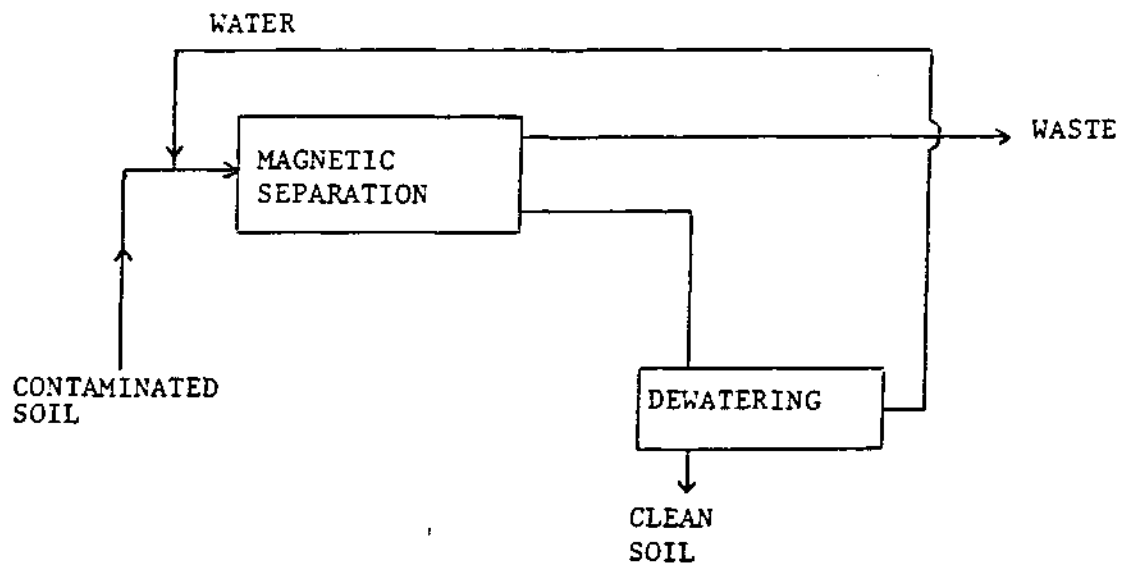 WATER
WASTE
MAGNETIC
SEPARATION
CONTAMINATED
SOIL
DEWATERING
CLEAN
SOIL